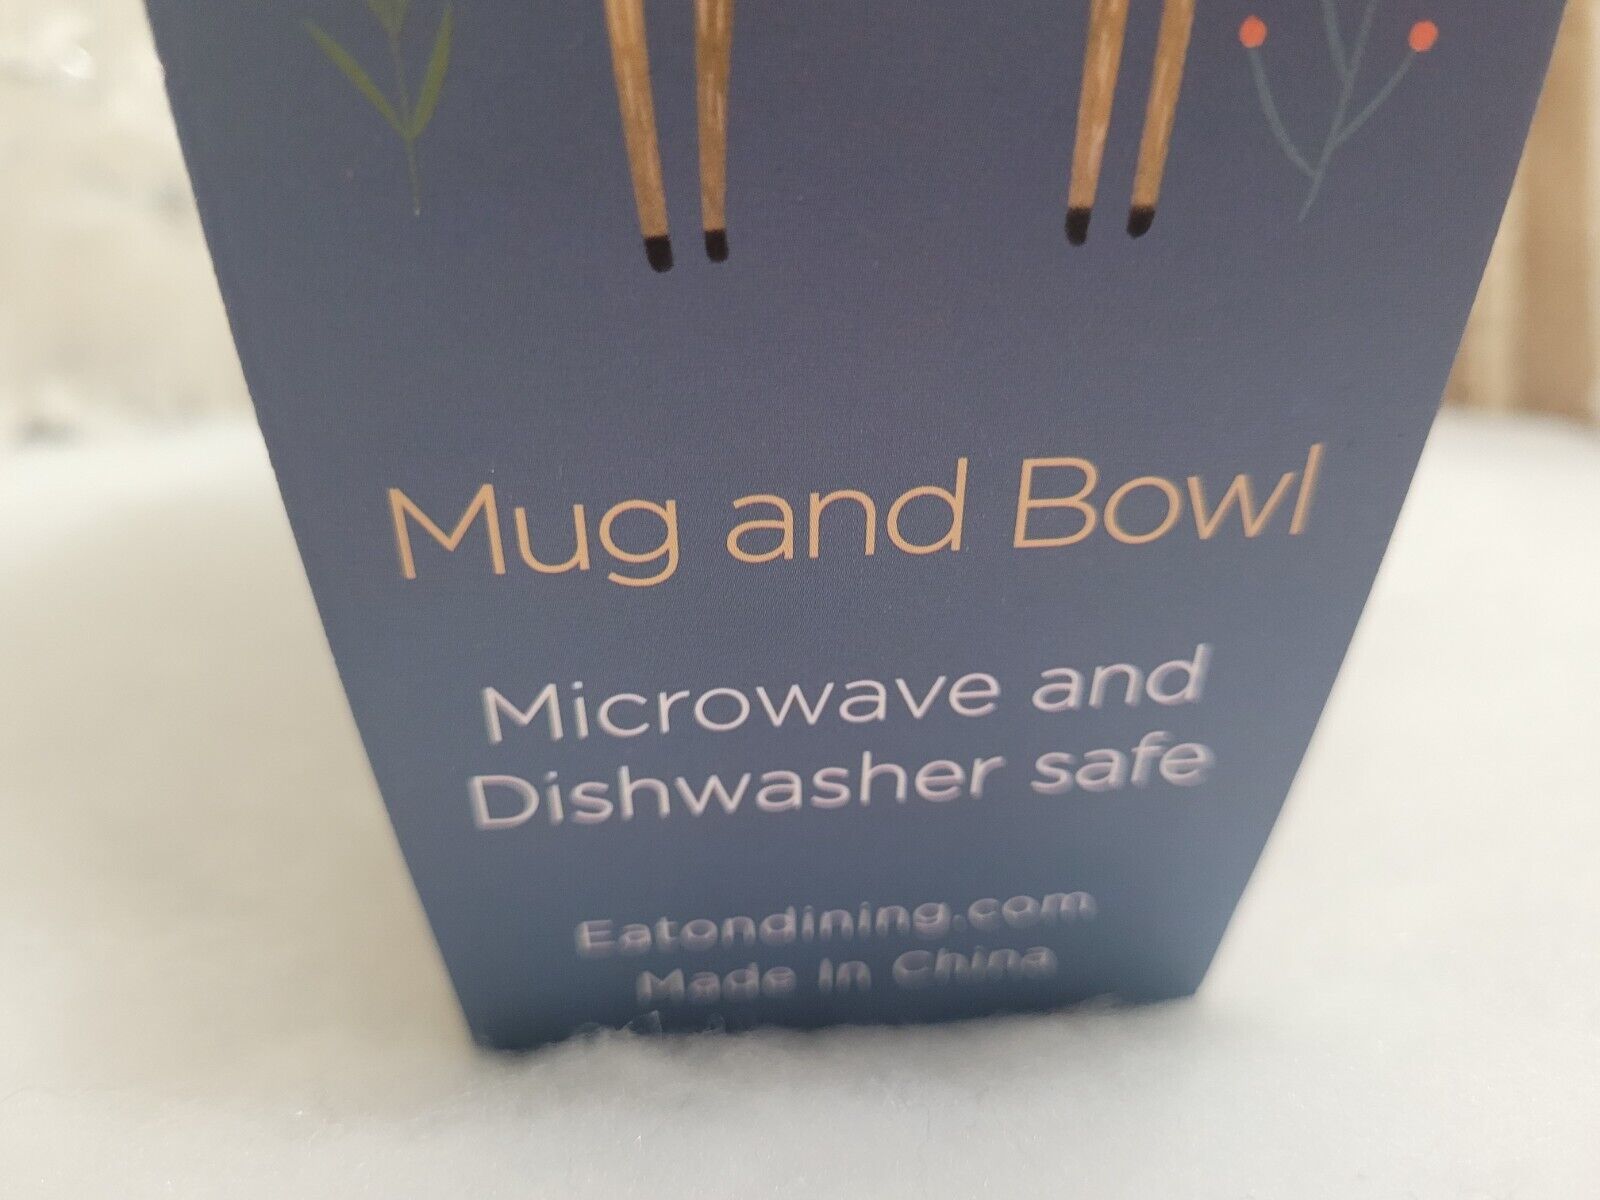 Mug and Bowl
Microwave and
Dishwasher safe
Eatondining.com
Made In China